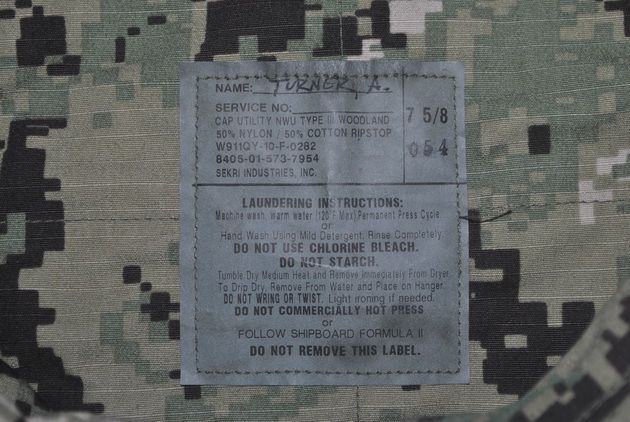 NAME: TURNER A.
SERVICE NO:
CAP UTILITY NWU TYPE III WOODLAND
50% NYLON / 50% COTTON RIPSTOP
W911QY-10-F-0282
8405-01-573-7954
SEKRI INDUSTRIES, INC.
7 5/8
054
LAUNDERING INSTRUCTIONS:
Machine wash, warm water (120°F Max) Permanent Press Cycle.
or
Hand Wash Using Mild Detergent, Rinse Completely.
DO NOT USE CHLORINE BLEACH.
DO NOT STARCH.
Tumble Dry Medium Heat and Remove Immediately From Dryer.
To Drip Dry, Remove From Water and Place on Hanger.
DO NOT WRING OR TWIST. Light ironing if needed.
DO NOT COMMERCIALLY HOT PRESS
or
FOLLOW SHIPBOARD FORMULA II
DO NOT REMOVE THIS LABEL.